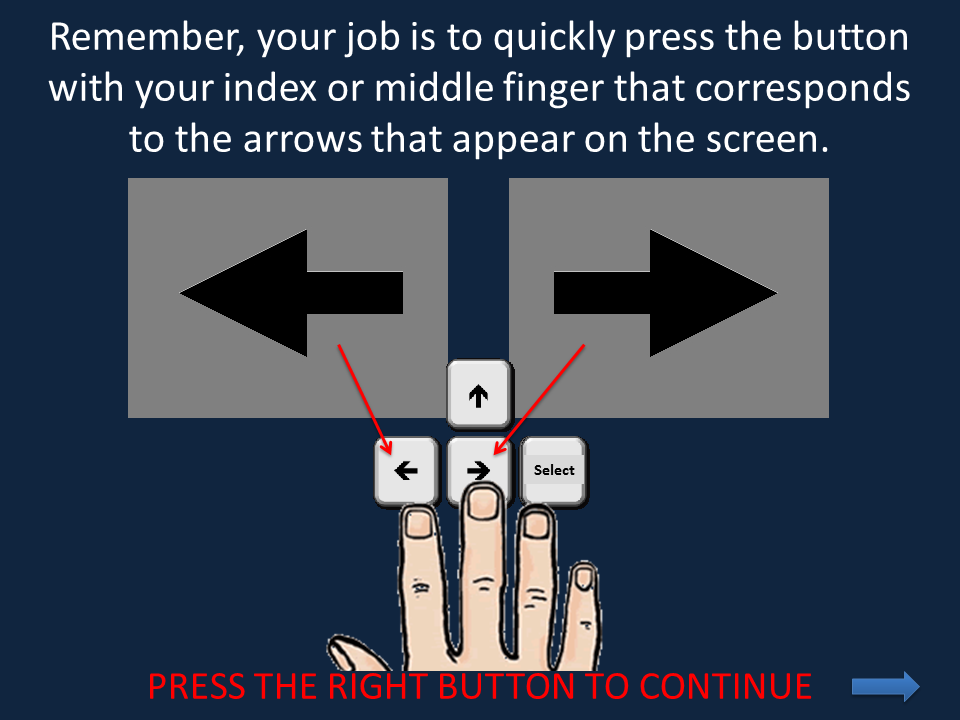 Remember, your job is to quickly press the button
with your index or middle finger that corresponds
to the arrows that appear on the screen.
Select
PRESS THE RIGHT BUTTON TO CONTINUE